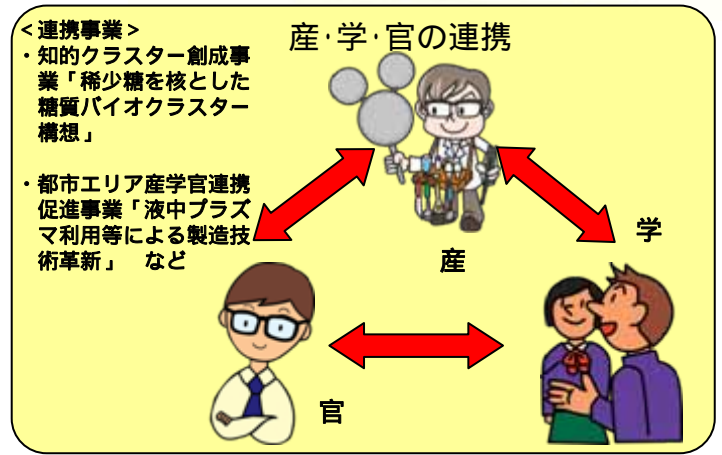 産・学・官の連携
＜連携事業＞
・知的クラスター創成事
業「稀少糖を核とした
糖質バイオクラスター
構想」
・都市エリア産学官連携
促進事業「液中プラズ
マ利用等による製造技
術革新」　など
産
学
官